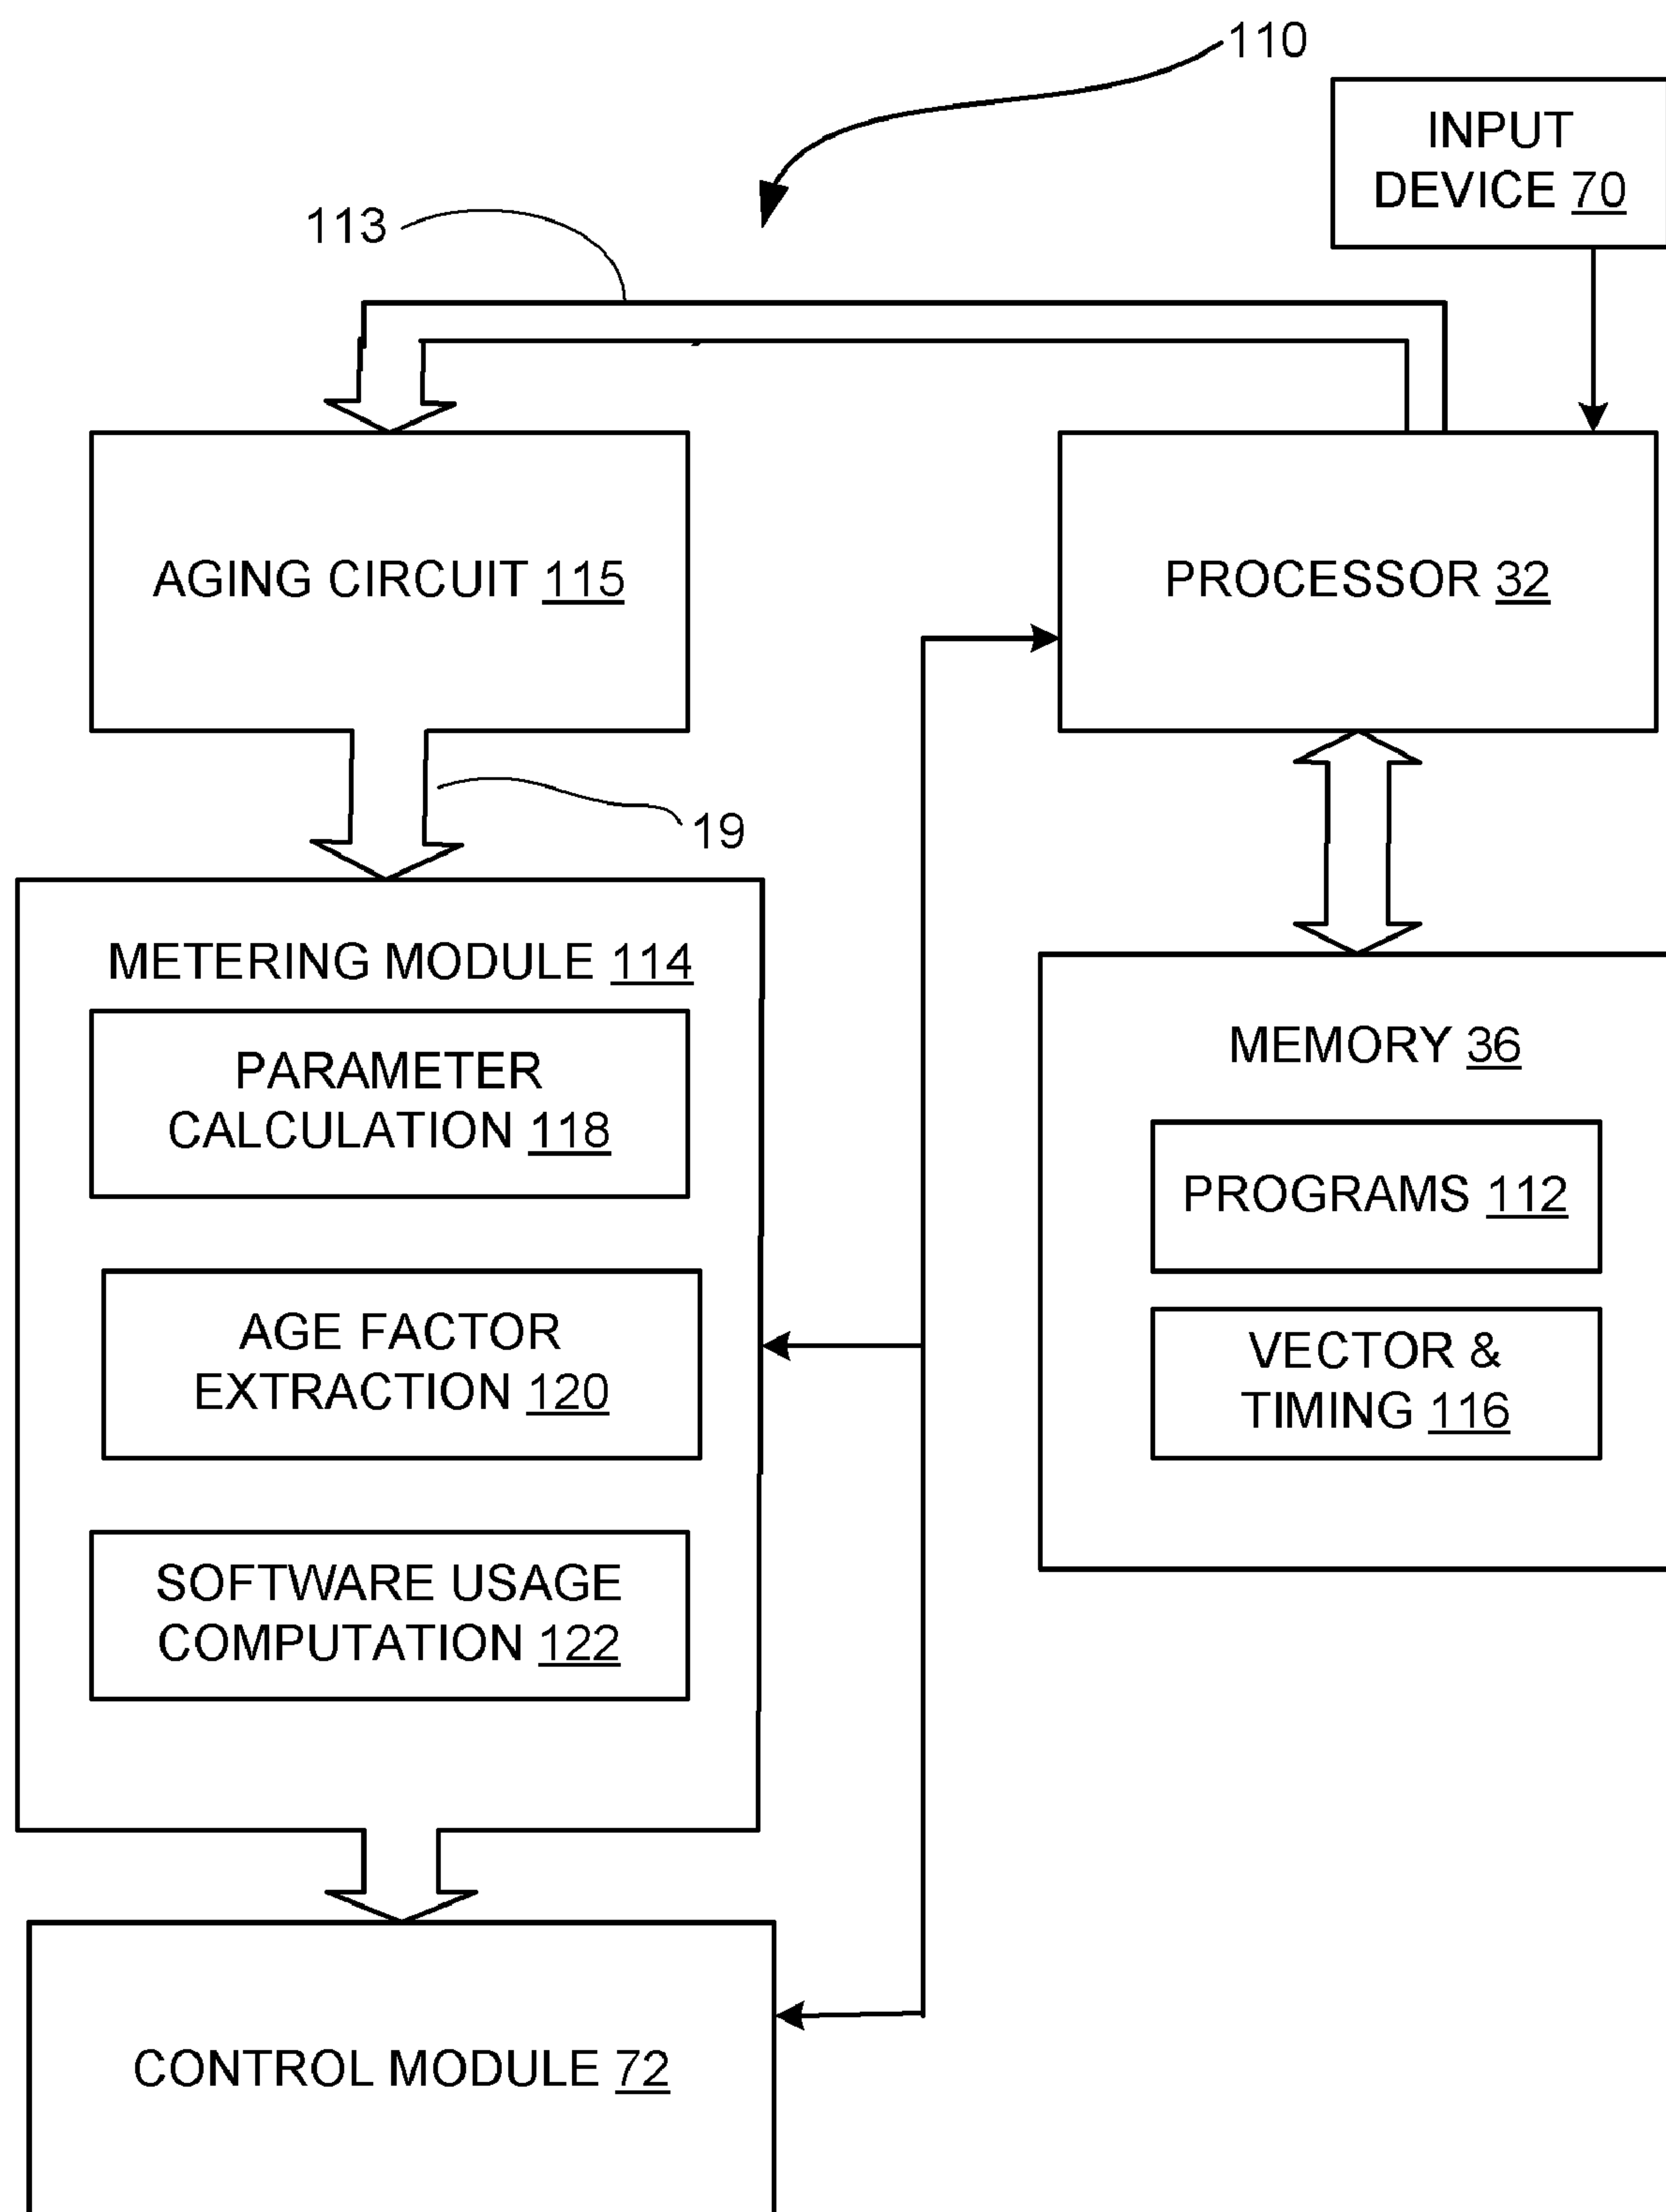 110
INPUT
DEVICE 70
113
AGING CIRCUIT 115
PROCESSOR 32
19
METERING MODULE 114
PARAMETER
CALCULATION 118
AGE FACTOR
EXTRACTION 120
SOFTWARE USAGE
COMPUTATION 122
MEMORY 36
PROGRAMS 112
VECTOR &
TIMING 116
CONTROL MODULE 72